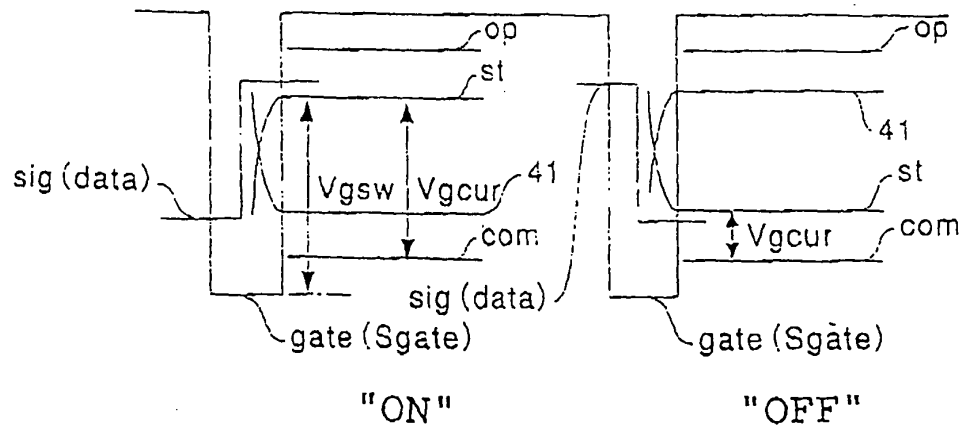 op
op
st
41
sig (data)
Vgsw
Vgcur
41
st
com
Vgcur
com
sig (data)
gate (Sgate)
gate (Sgate)
"ON"
"OFF"